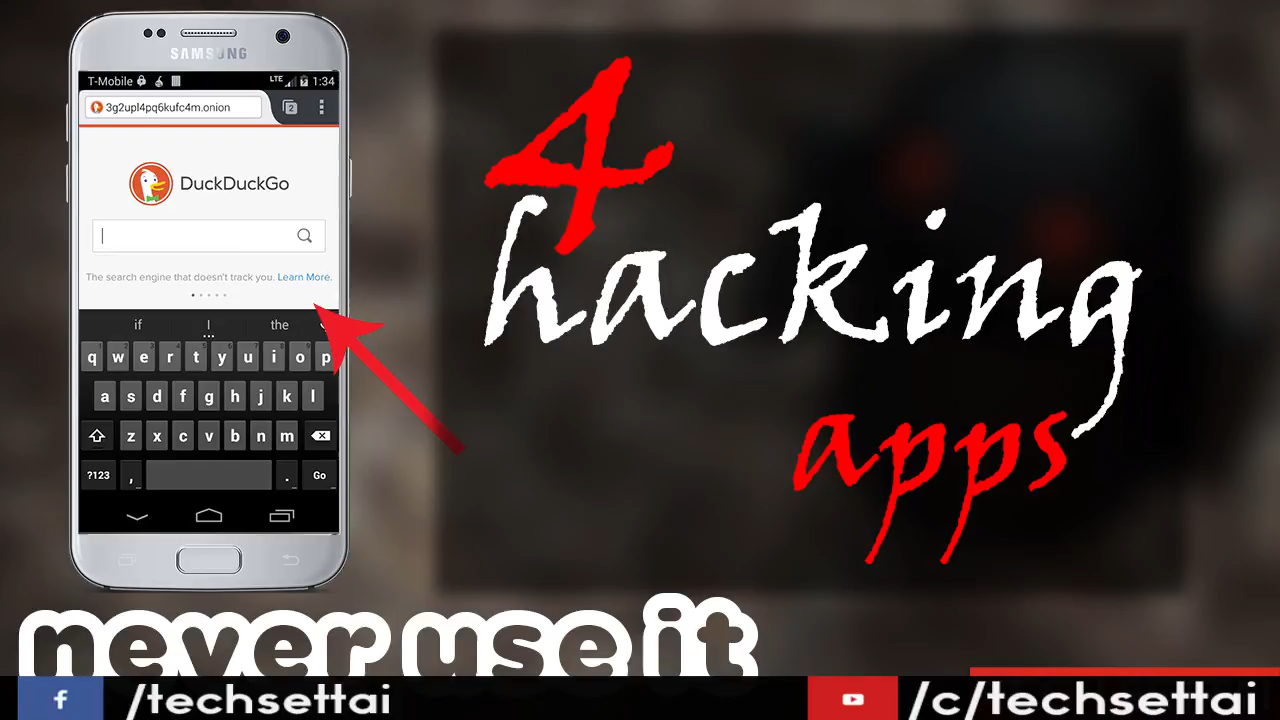 SAMSUNG
T-Mobile LTE 1:34
3g2upl4pq6kufc4m.onion 2
DuckDuckGo
The search engine that doesn't track you. Learn More.
if I the
q w e r t y u i o p
a s d f g h j k l
z x c v b n m
?123 , . Go
4
hacking
apps
never use it
f /techsettai /c/techsettai